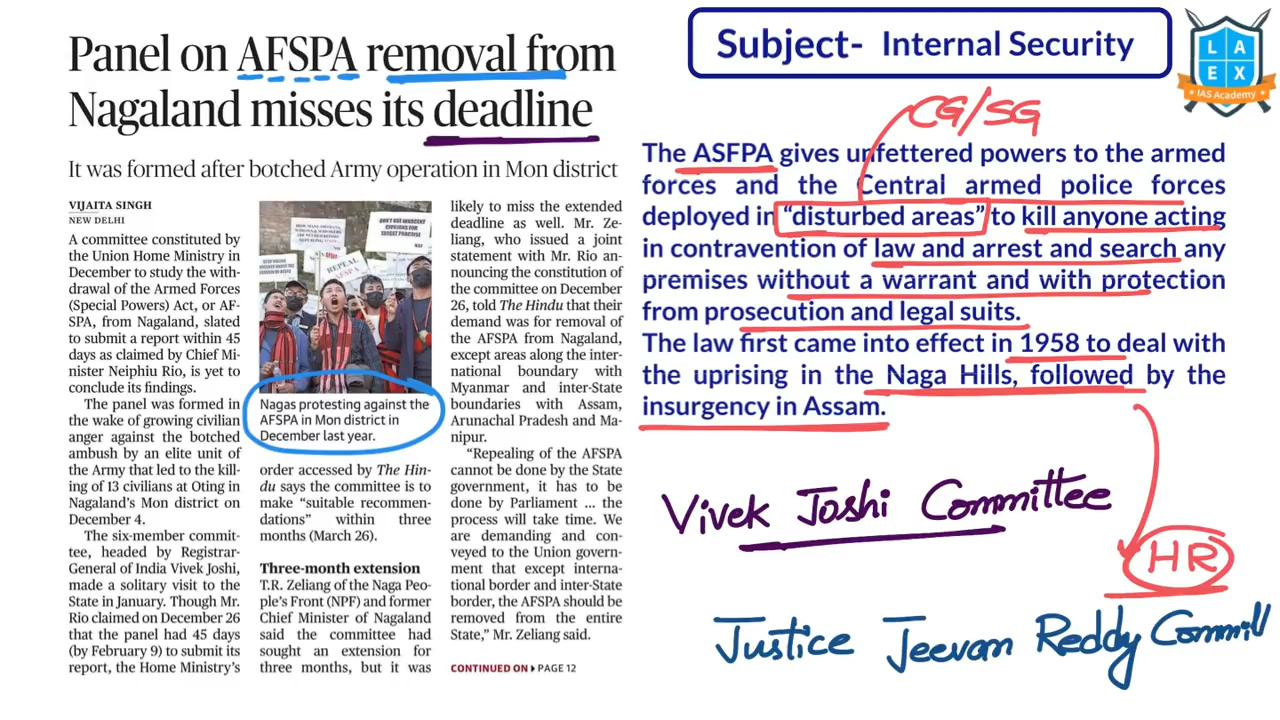 Panel on AFSPA removal from
Nagaland misses its deadline
It was formed after botched Army operation in Mon district
VIJAITA SINGH
NEW DELHI
A committee constituted by
the Union Home Ministry in
December to study the with-
drawal of the Armed Forces
(Special Powers) Act, or AF-
SPA, from Nagaland, slated
to submit a report within 45
days as claimed by Chief Mi-
nister Neiphiu Rio, is yet to
conclude its findings.
The panel was formed in
the wake of growing civilian
anger against the botched
ambush by an elite unit of
the Army that led to the kill-
ing of 13 civilians at Oting in
Nagaland's Mon district on
December 4.
The six-member commit-
tee, headed by Registrar-
General of India Vivek Joshi,
made a solitary visit to the
State in January. Though Mr.
Rio claimed on December 26
that the panel had 45 days
(by February 9) to submit its
report, the Home Ministry's
REPEAL
AFSPA
Nagas protesting against the
AFSPA in Mon district in
December last year.
order accessed by The Hin-
du says the committee is to
make “suitable recommen-
dations” within three
months (March 26).
Three-month extension
T.R. Zeliang of the Naga Peo-
ple's Front (NPF) and former
Chief Minister of Nagaland
said the committee had
sought an extension for
three months, but it was
likely to miss the extended
deadline as well. Mr. Ze-
liang, who issued a joint
statement with Mr. Rio an-
nouncing the constitution of
the committee on December
26, told The Hindu that their
demand was for removal of
the AFSPA from Nagaland,
except areas along the inter-
national boundary with
Myanmar and inter-State
boundaries with Assam,
Arunachal Pradesh and Ma-
nipur.
“Repealing of the AFSPA
cannot be done by the State
government, it has to be
done by Parliament ... the
process will take time. We
are demanding and con-
veyed to the Union govern-
ment that except interna-
tional border and inter-State
border, the AFSPA should be
removed from the entire
State,” Mr. Zeliang said.
CONTINUED ON PAGE 12
Subject- Internal Security
L A
E X
IAS Academy
CG/SG
The ASFPA gives unfettered powers to the armed
forces and the Central armed police forces
deployed in “disturbed areas” to kill anyone acting
in contravention of law and arrest and search any
premises without a warrant and with protection
from prosecution and legal suits.
The law first came into effect in 1958 to deal with
the uprising in the Naga Hills, followed by the
insurgency in Assam.
Vivek Joshi Committee
HR
Justice Jeevan Reddy